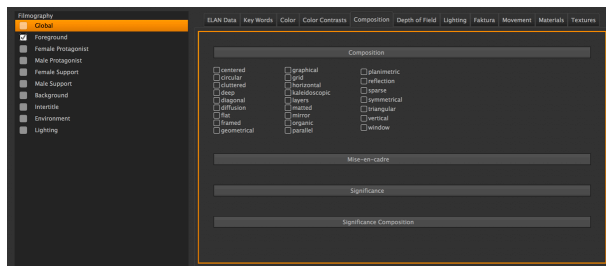 Filmography
Global
Foreground
Female Protagonist
Male Protagonist
Female Support
Male Support
Background
Intertitle
Environment
Lighting
ELAN Data Key Words Color Color Contrasts Composition Depth of Field Lighting Faktura Movement Materials Textures
Composition
centered
circular
cluttered
deep
diagonal
diffusion
flat
framed
geometrical
graphical
grid
horizontal
kaleidoscopic
layers
matted
mirror
organic
parallel
planimetric
reflection
sparse
symmetrical
triangular
vertical
window
Mise-en-cadre
Significance
Significance Composition